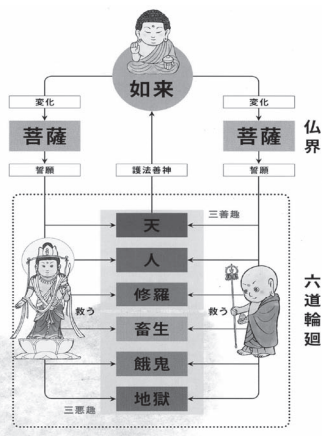 如来
変化
変化
菩薩
菩薩
仏界
誓願
護法善神
誓願
三善趣
天
人
修羅
救う
救う
畜生
餓鬼
地獄
三悪趣
六道輪廻